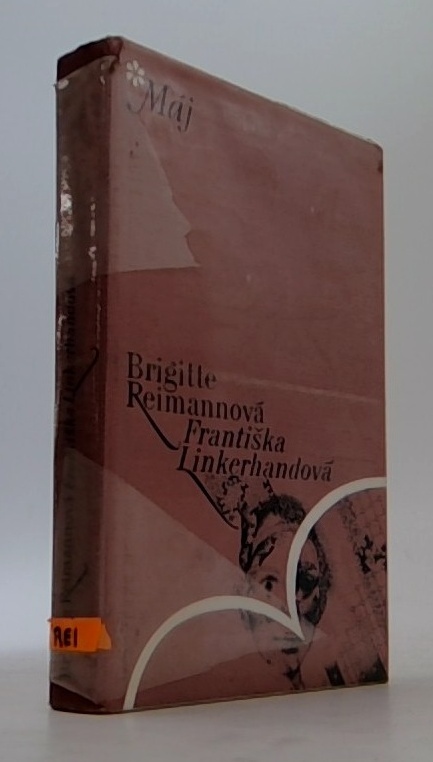 Máj
Brigitte
Reimannová
Františka
Linkerhandová
REI